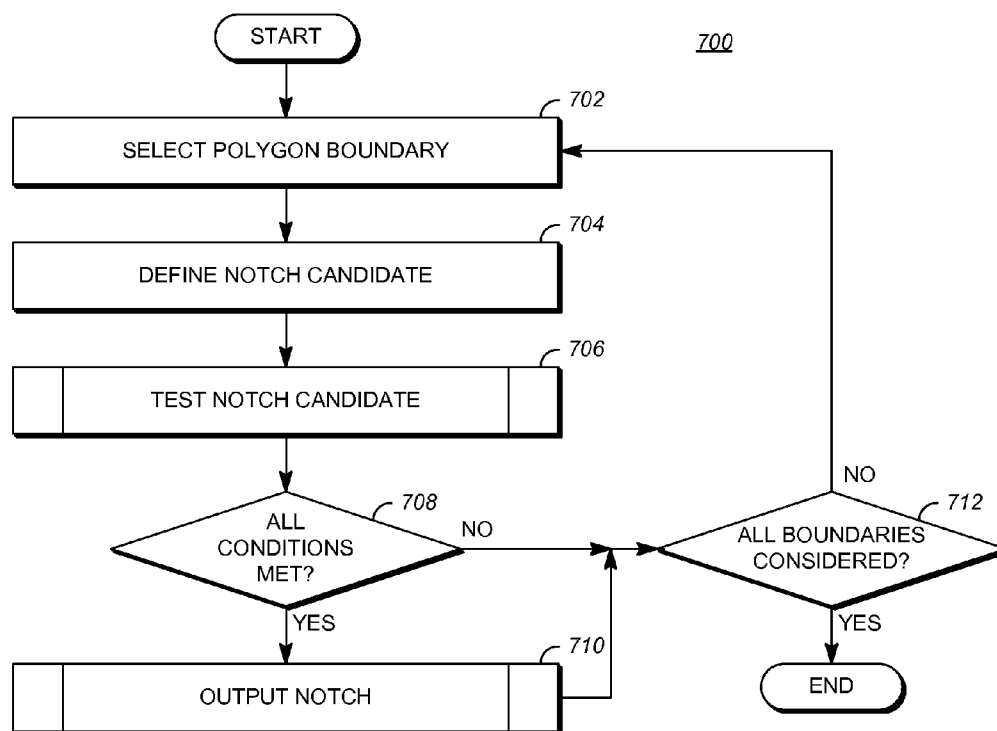 START
700
702
SELECT POLYGON BOUNDARY
704
DEFINE NOTCH CANDIDATE
706
TEST NOTCH CANDIDATE
708
ALL
CONDITIONS
MET?
NO
YES
710
OUTPUT NOTCH
NO
712
ALL BOUNDARIES
CONSIDERED?
YES
END